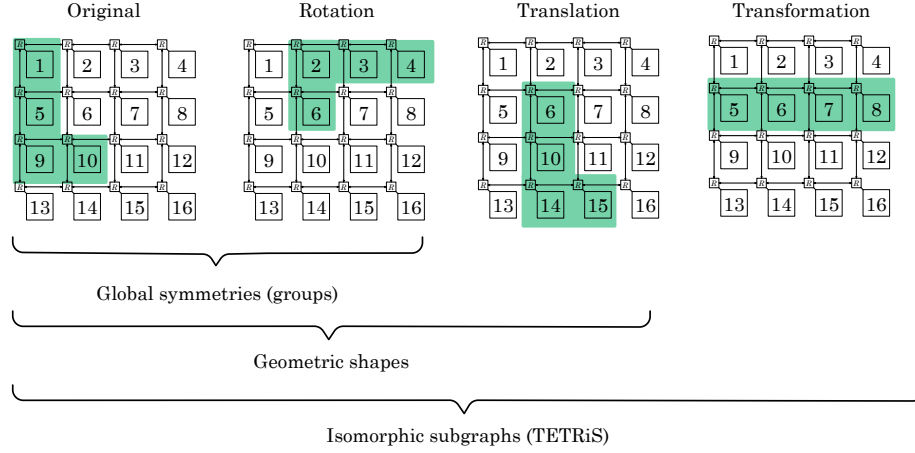 Original Rotation Translation Transformation
R R R R R R R R R R R R R R R R
1 2 3 4 1 2 3 4 1 2 3 4 1 2 3 4
R R R R R R R R R R R R R R R R
5 6 7 8 5 6 7 8 5 6 7 8 5 6 7 8
R R R R R R R R R R R R R R R R
9 10 11 12 9 10 11 12 9 10 11 12 9 10 11 12
R R R R R R R R R R R R R R R R
13 14 15 16 13 14 15 16 13 14 15 16 13 14 15 16
Global symmetries (groups)
Geometric shapes
Isomorphic subgraphs (TETRiS)